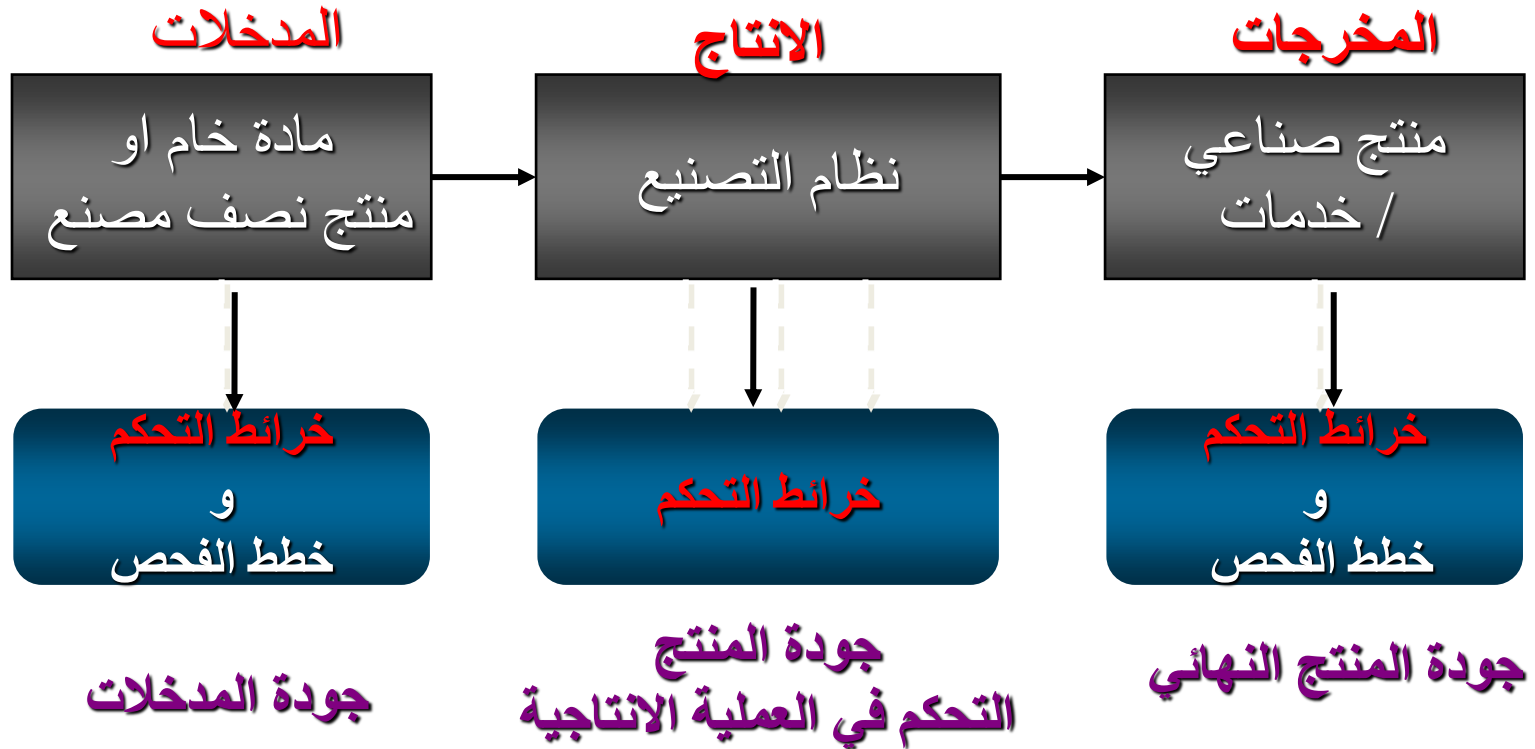 المدخلات
الانتاج
المخرجات
مادة خام او
منتج نصف مصنع
نظام التصنيع
منتج صناعي
/ خدمات
خرائط التحكم
و
خطط الفحص
خرائط التحكم
خرائط التحكم
و
خطط الفحص
جودة المدخلات
جودة المنتج
التحكم في العملية الانتاجية
جودة المنتج النهائي